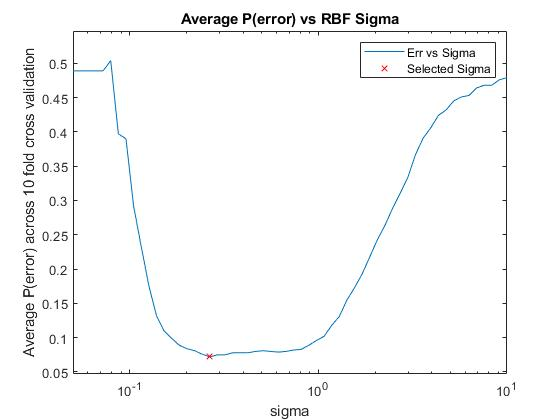 Average P(error) vs RBF Sigma
Err vs Sigma
Selected Sigma
Average P(error) across 10 fold cross validation
0.5
0.45
0.4
0.35
0.3
0.25
0.2
0.15
0.1
0.05
10⁻¹ 10⁰ 10¹
sigma